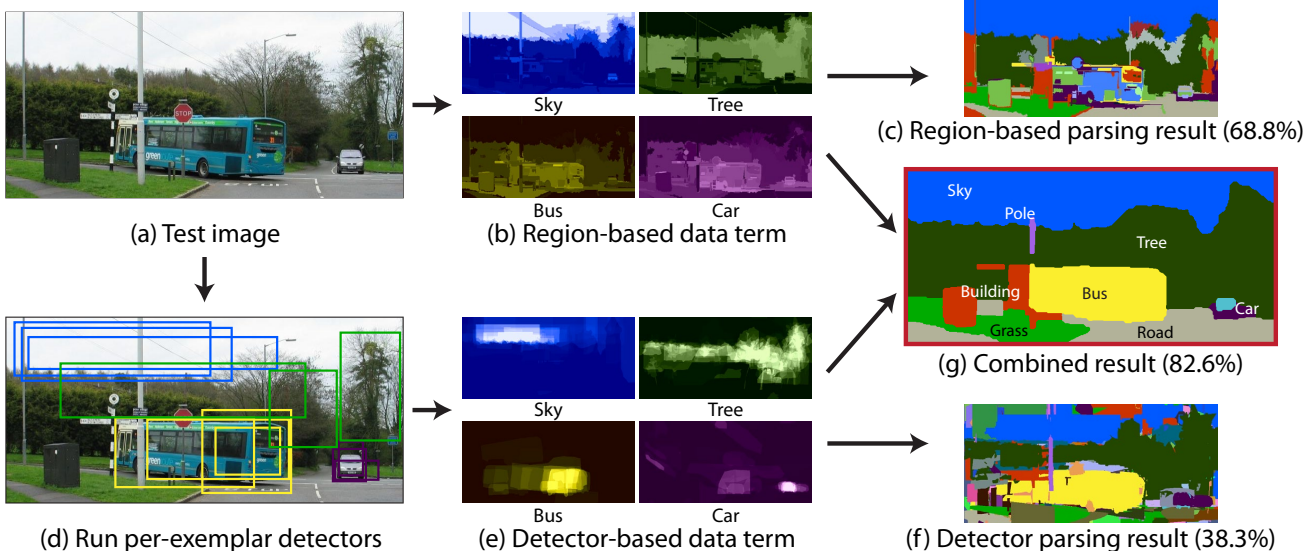 STOP
green
(a) Test image
Sky
Tree
Bus
Car
(b) Region-based data term
(c) Region-based parsing result (68.8%)
green
(d) Run per-exemplar detectors
Sky
Tree
Bus
Car
(e) Detector-based data term
Sky
Pole
Tree
Building
Bus
Car
Grass
Road
(g) Combined result (82.6%)
(f) Detector parsing result (38.3%)